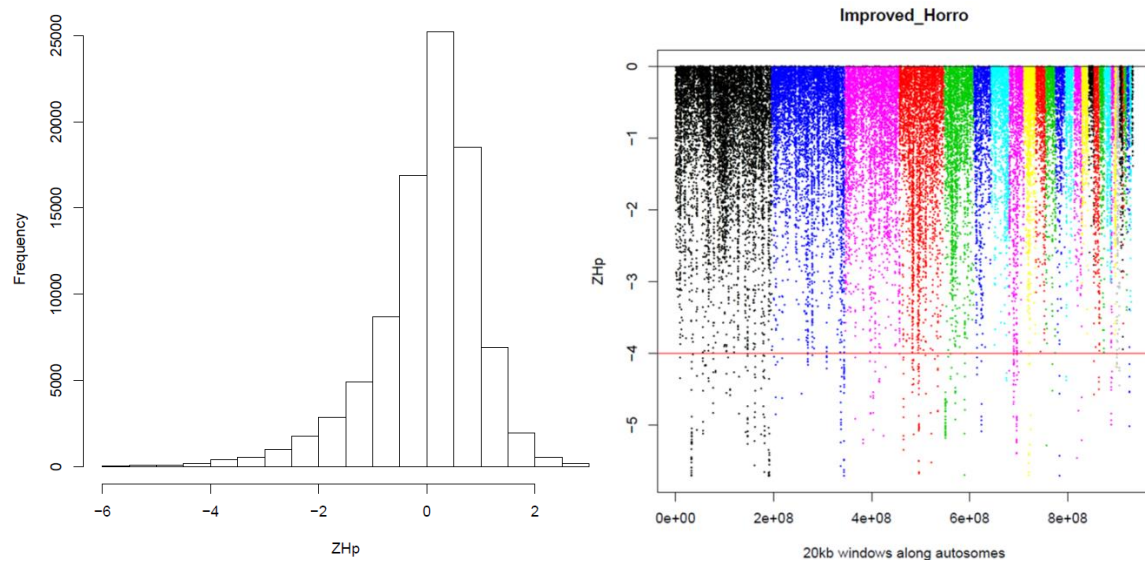 Frequency
25000
20000
15000
10000
5000
0
-6
-4
-2
0
2
ZHp
Improved_Horro
ZHp
0
-1
-2
-3
-4
-5
0e+00
2e+08
4e+08
6e+08
8e+08
20kb windows along autosomes